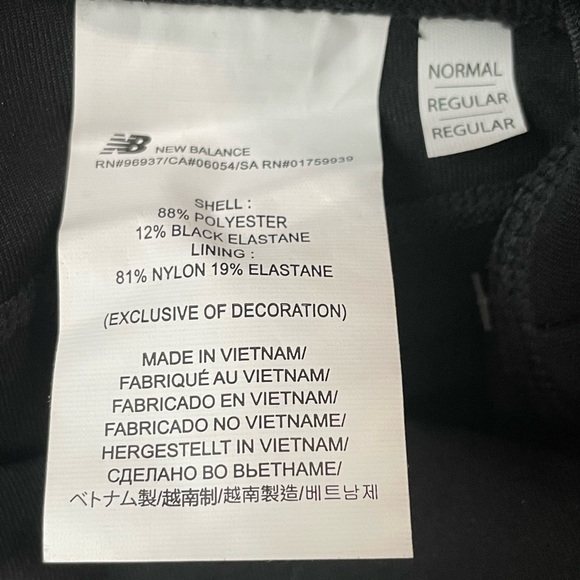 NB NEW BALANCE
RN#96937/CA#06054/SA RN#01759939
SHELL :
88% POLYESTER
12% BLACK ELASTANE
LINING :
81% NYLON 19% ELASTANE
(EXCLUSIVE OF DECORATION)
MADE IN VIETNAM/
FABRIQUÉ AU VIETNAM/
FABRICADO EN VIETNAM/
FABRICADO NO VIETNAME/
HERGESTELLT IN VIETNAM/
СДЕЛАНО ВО ВЬЕТНАМЕ/
ベトナム製/越南制/越南製造/베트남제
NORMAL
REGULAR
REGULAR